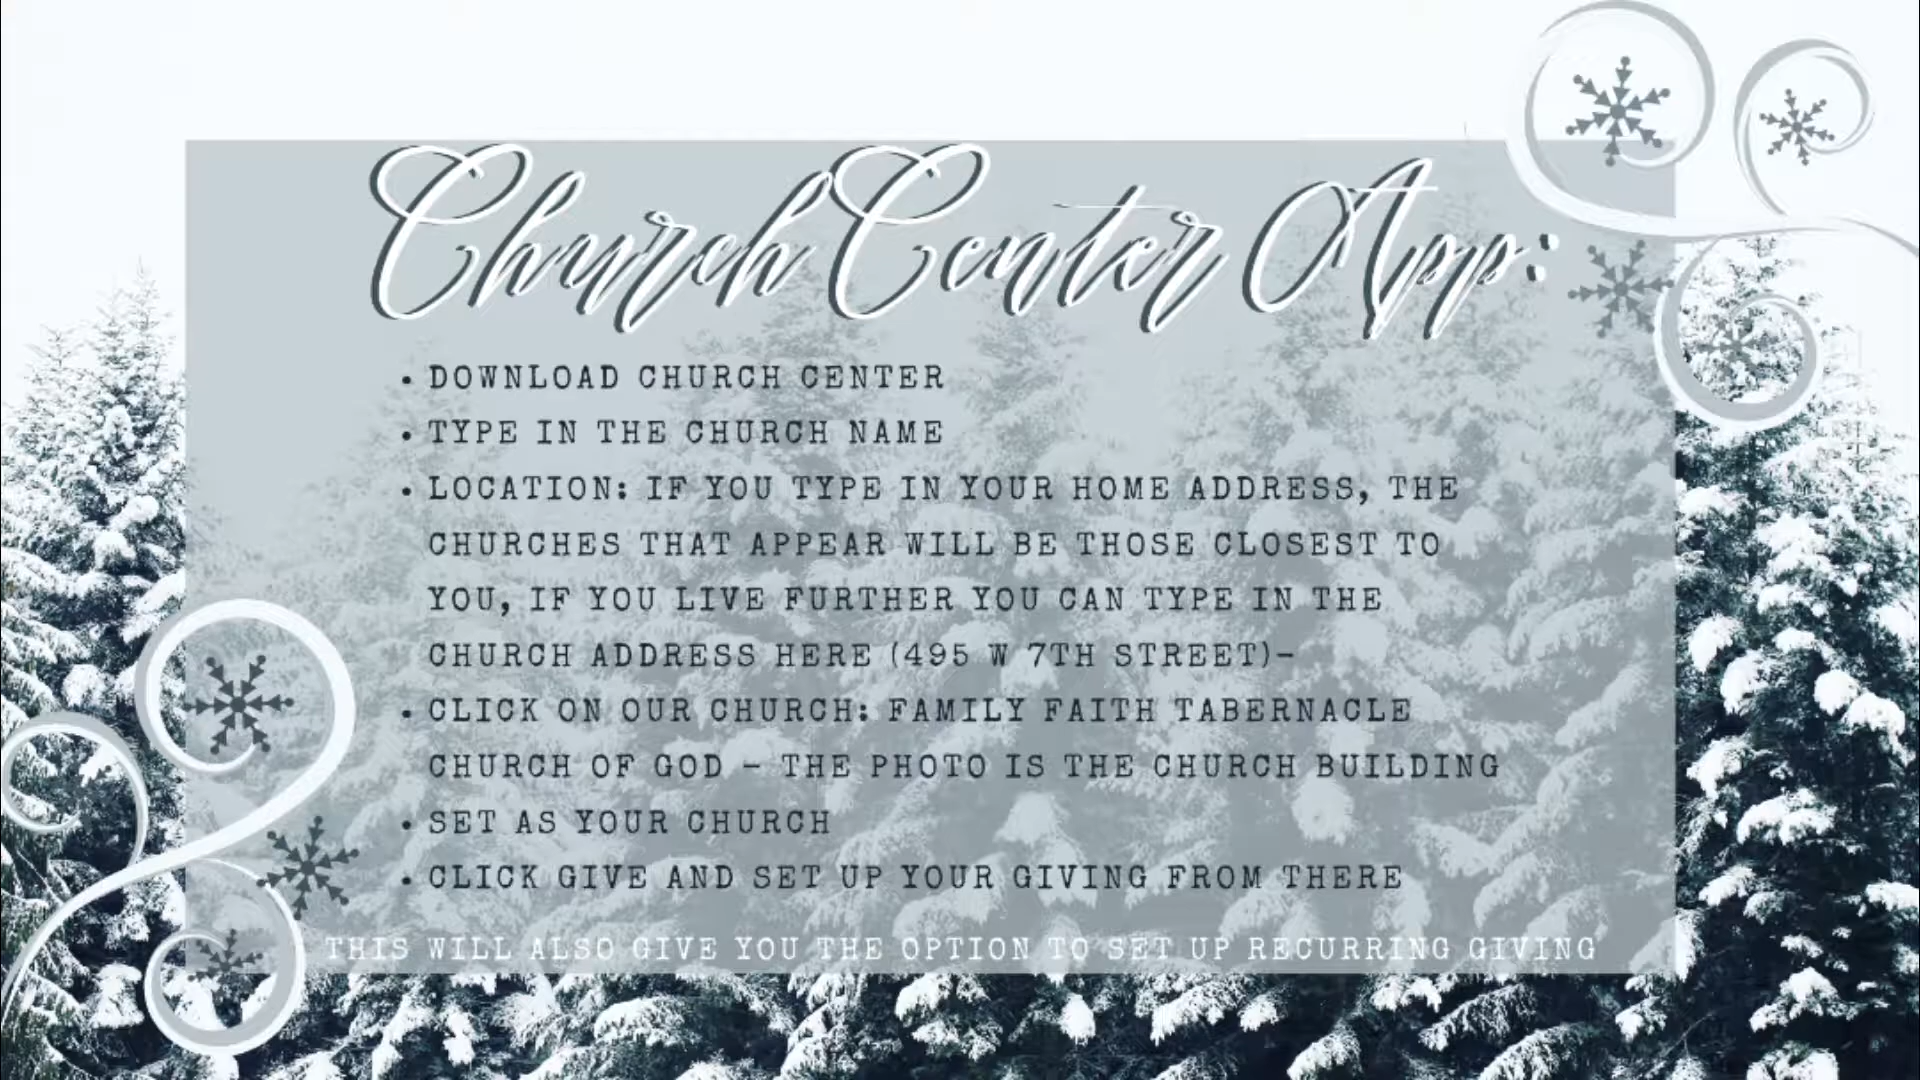 Church Center App:
• DOWNLOAD CHURCH CENTER
• TYPE IN THE CHURCH NAME
• LOCATION: IF YOU TYPE IN YOUR HOME ADDRESS, THE
CHURCHES THAT APPEAR WILL BE THOSE CLOSEST TO
YOU, IF YOU LIVE FURTHER YOU CAN TYPE IN THE
CHURCH ADDRESS HERE (495 W 7TH STREET)-
• CLICK ON OUR CHURCH: FAMILY FAITH TABERNACLE
CHURCH OF GOD - THE PHOTO IS THE CHURCH BUILDING
• SET AS YOUR CHURCH
• CLICK GIVE AND SET UP YOUR GIVING FROM THERE
THIS WILL ALSO GIVE YOU THE OPTION TO SET UP RECURRING GIVING